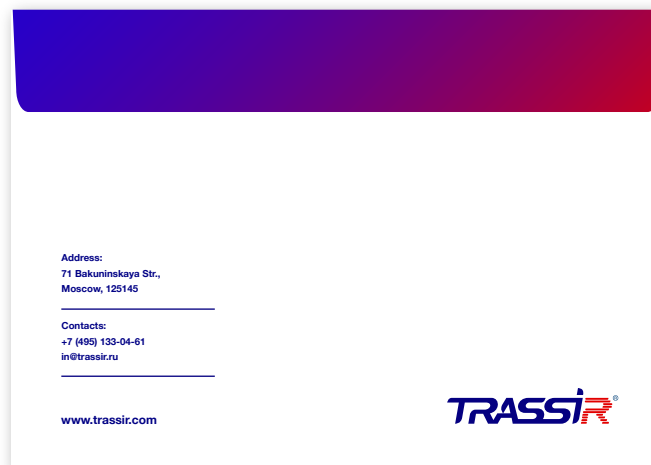 Address:
71 Bakuninskaya Str.,
Moscow, 125145
Contacts:
+7 (495) 133-04-61
in@trassir.ru
www.trassir.com
TRASSIR®